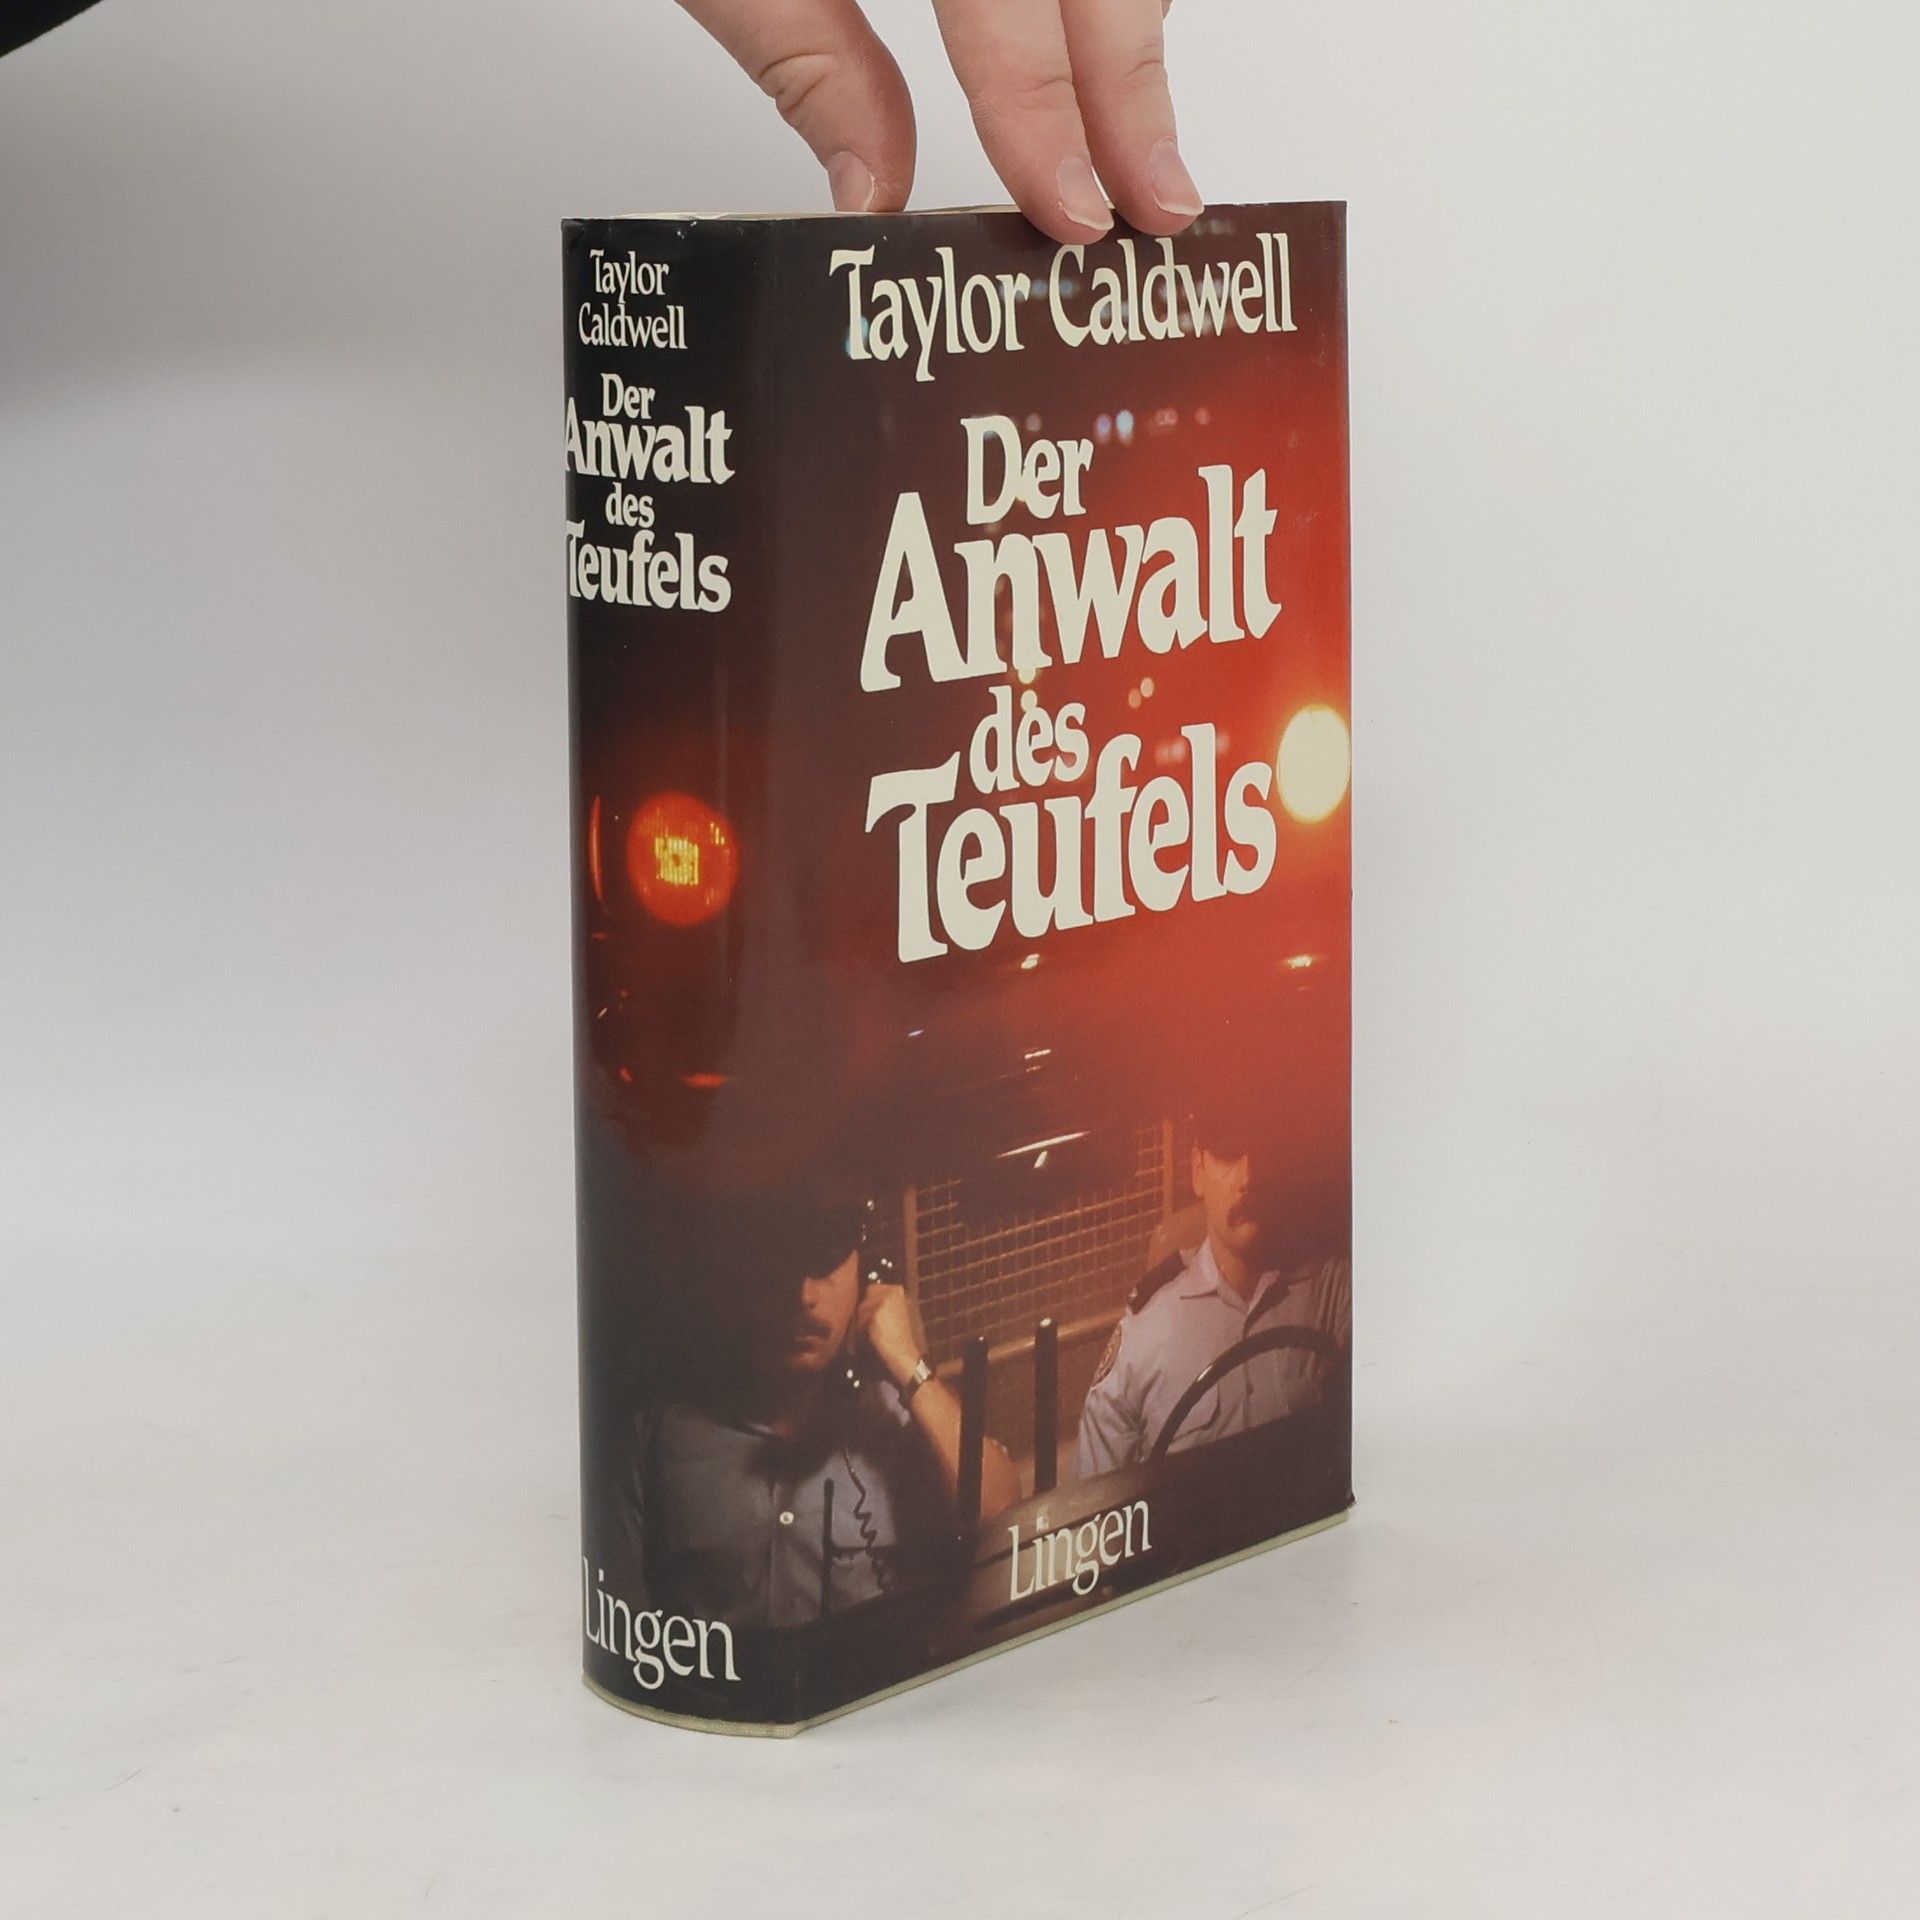 Taylor
Caldwell
Der
Anwalt
des
Teufels
Lingen
Taylor Caldwell
Der
Anwalt
des
Teufels
Lingen